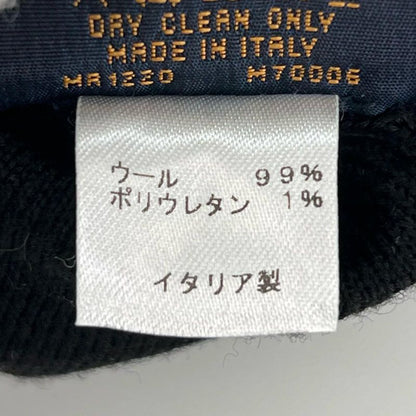 DRY CLEAN ONLY
MADE IN ITALY
MR1230 M70006
ウール 99%
ポリウレタン 1%
イタリア製